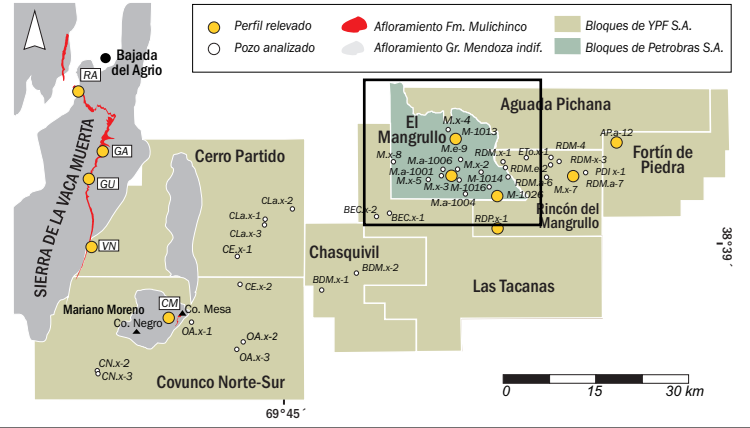 Perfil relevado
Pozo analizado
Afloramiento Fm. Mulichinco
Afloramiento Gr. Mendoza indif.
Bloques de YPF S.A.
Bloques de Petrobras S.A.
Bajada
del Agrio
RA
GA
GU
VN
CM
SIERRA DE LA VACA MUERTA
Cerro Partido
CLa.x-2
CLa.x-1
CLa.x-3
CE.x-1
CE.x-2
Mariano Moreno
Co. Mesa
Co. Negro
OA.x-1
OA.x-2
OA.x-3
CN.x-2
CN.x-3
Covunco Norte-Sur
69°45´
El
Mangrullo
M.x-4
M-1013
M.e-9
M.x-8
M.a-1006
M.x-2
M.a-1001
M-1014
M.x-5
M.x-3
M-1016
M.a-1004
M-1026
Aguada Pichana
RDM.x-1
ETo.x-1
RDM-4
RDM.e-2
RDM.x-3
RDM.a-6
M.x-7
PDI x-1
RDM.a-7
AP.a-12
Fortín de
Piedra
Rincón del
Mangrullo
RDP.x-1
BEC.x-2
BEC.x-1
Chasquivil
BDM.x-2
BDM.x-1
Las Tacanas
38°39´
0
15
30 km